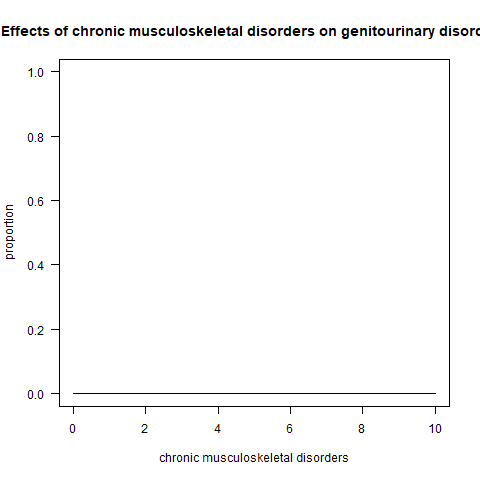 Effects of chronic musculoskeletal disorders on genitourinary disord
1.0
0.8
0.6
0.4
0.2
0.0
proportion
0 2 4 6 8 10
chronic musculoskeletal disorders